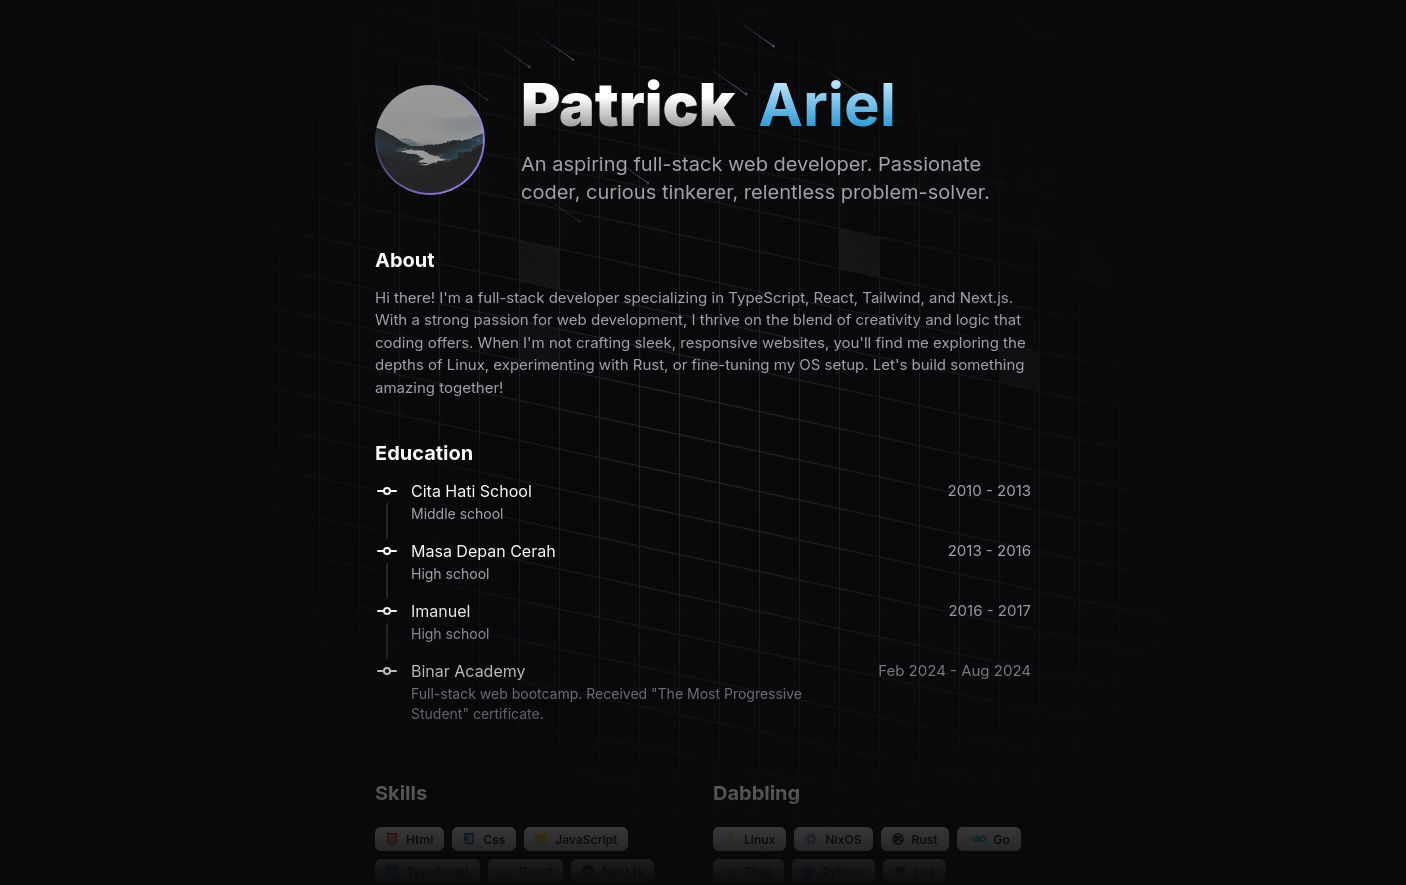 Patrick Ariel
An aspiring full-stack web developer. Passionate
coder, curious tinkerer, relentless problem-solver.
About
Hi there! I'm a full-stack developer specializing in TypeScript, React, Tailwind, and Next.js.
With a strong passion for web development, I thrive on the blend of creativity and logic that
coding offers. When I'm not crafting sleek, responsive websites, you'll find me exploring the
depths of Linux, experimenting with Rust, or fine-tuning my OS setup. Let's build something
amazing together!
Education
Cita Hati School 2010 - 2013
Middle school
Masa Depan Cerah 2013 - 2016
High school
Imanuel 2016 - 2017
High school
Binar Academy Feb 2024 - Aug 2024
Full-stack web bootcamp. Received "The Most Progressive
Student" certificate.
Skills
Html Css JavaScript
TypeScript React Next.js
Dabbling
Linux NixOS Rust Go
Shell Python Lua